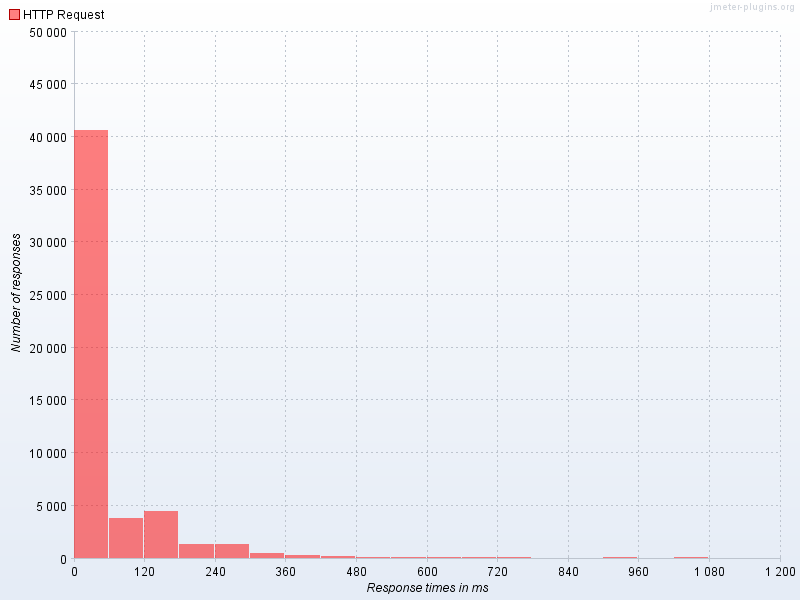 jmeter-plugins.org
HTTP Request
50 000
45 000
40 000
35 000
30 000
25 000
20 000
15 000
10 000
5 000
0
Number of responses
0 120 240 360 480 600 720 840 960 1 080 1 200
Response times in ms